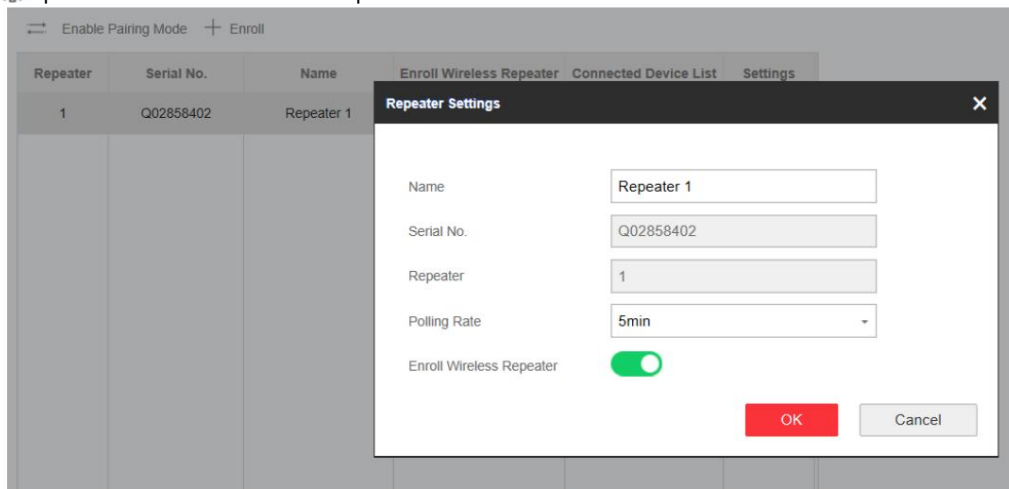 Enable Pairing Mode + Enroll
Repeater Serial No. Name Enroll Wireless Repeater Connected Device List Settings
1 Q02858402 Repeater 1
Repeater Settings
Name Repeater 1
Serial No. Q02858402
Repeater 1
Polling Rate 5min
Enroll Wireless Repeater
OK Cancel